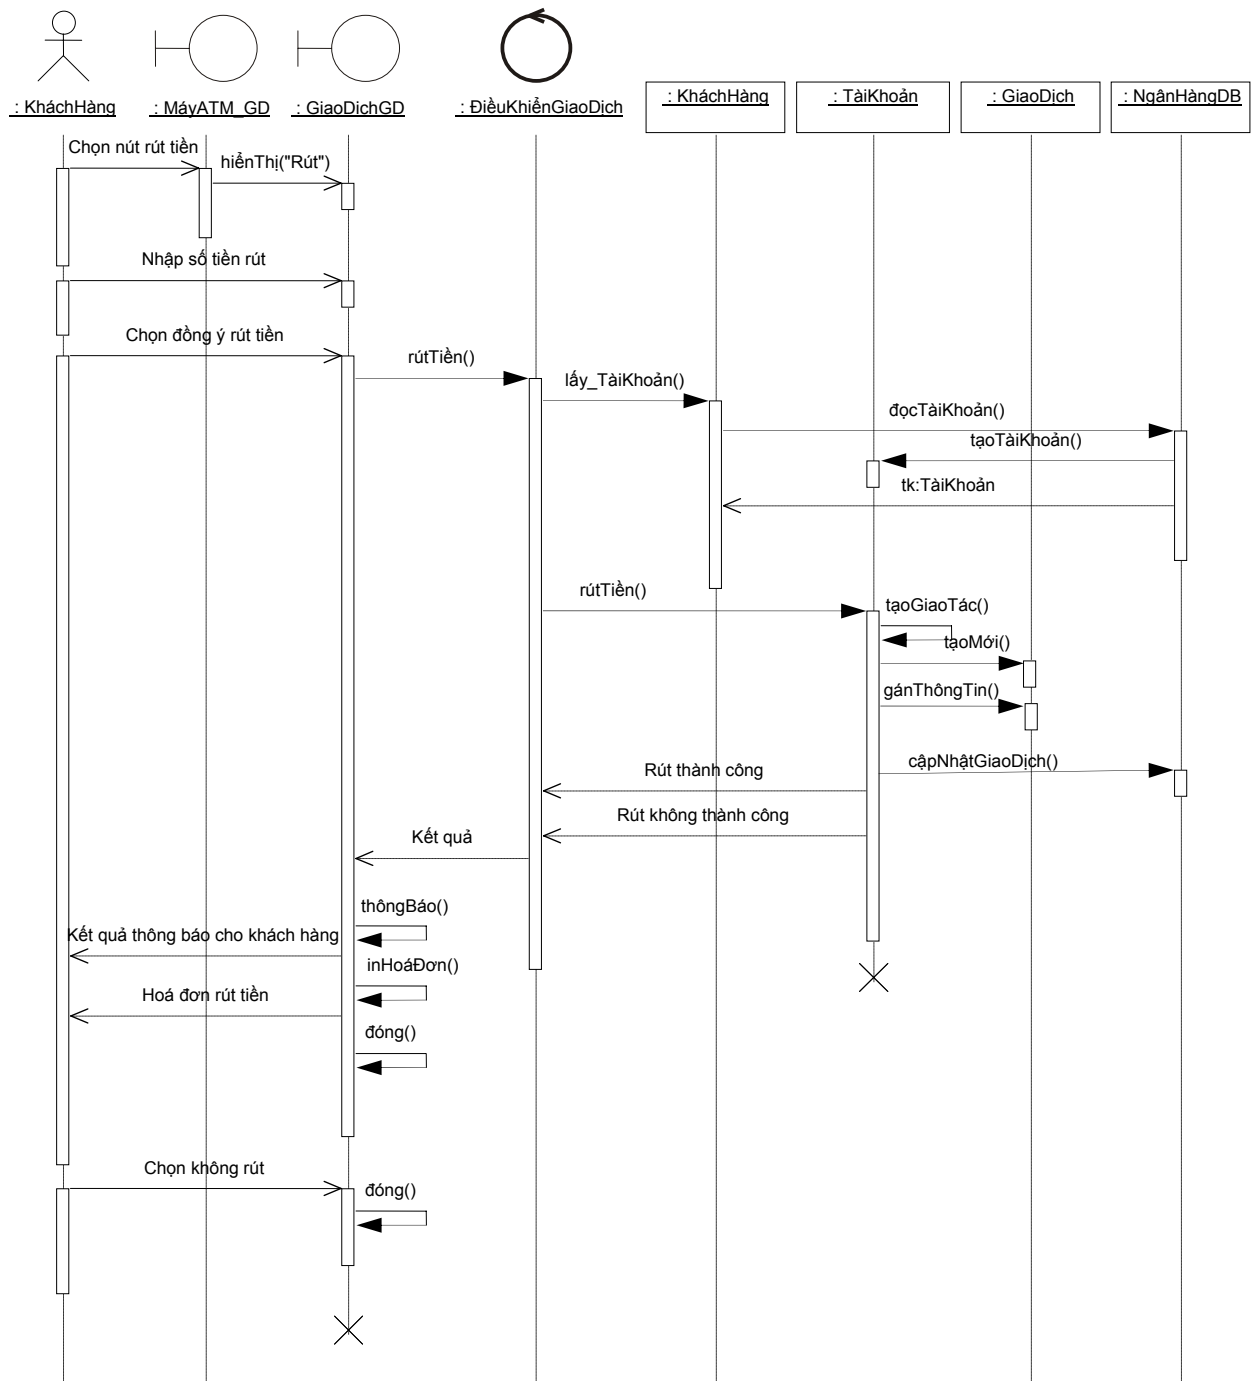 : KháchHàng
: MáyATM_GD
: GiaoDichGD
: ĐiềuKhiểnGiaoDịch
: KháchHàng
: TàiKhoản
: GiaoDịch
: NgânHàngDB
Chọn nút rút tiền
hiểnThị("Rút")
Nhập số tiền rút
Chọn đồng ý rút tiền
rútTiền()
lấy_TàiKhoản()
đọcTàiKhoản()
tạoTàiKhoản()
tk:TàiKhoản
rútTiền()
tạoGiaoTác()
tạoMới()
gánThôngTin()
cậpNhậtGiaoDịch()
Rút thành công
Rút không thành công
Kết quả
thôngBáo()
Kết quả thông báo cho khách hàng
inHoáĐơn()
Hoá đơn rút tiền
đóng()
Chọn không rút
đóng()